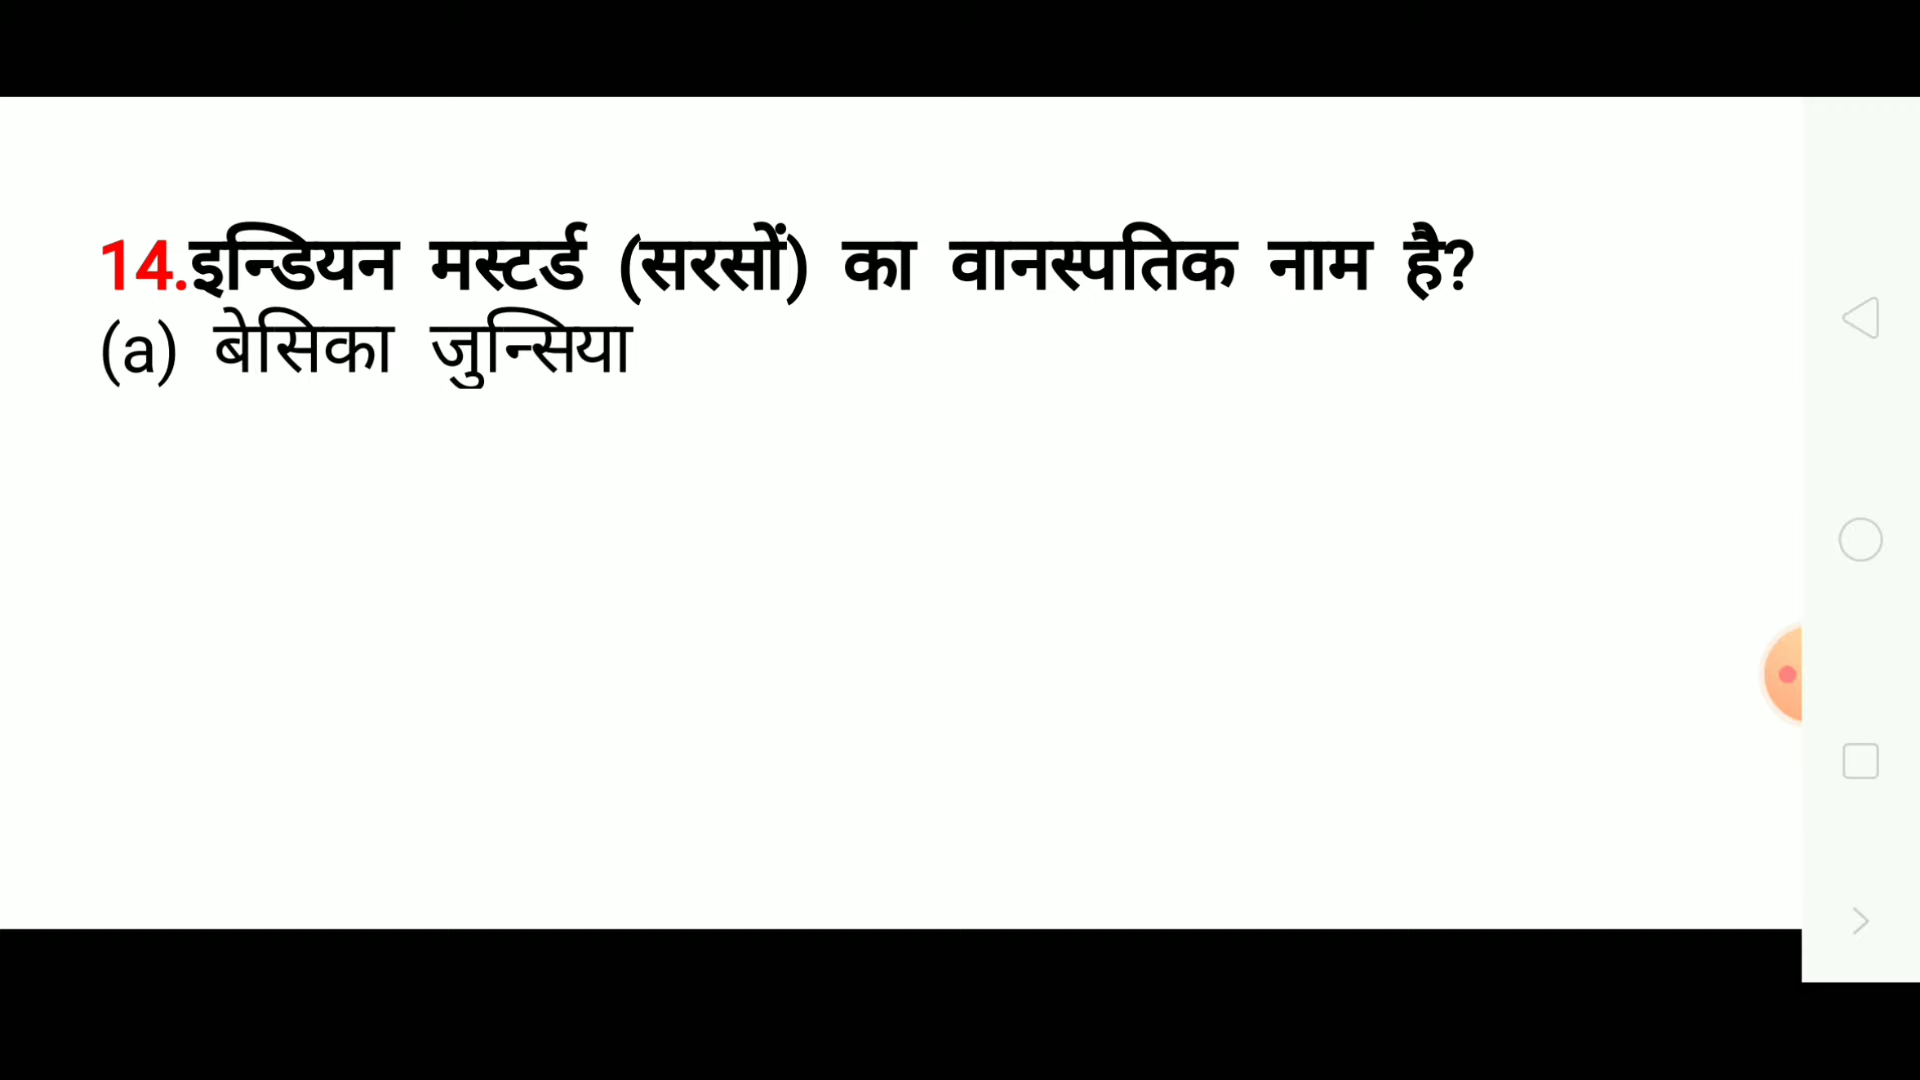 14.इन्डियन मस्टर्ड (सरसों) का वानस्पतिक नाम है?
(a) बेसिका जुन्सिया